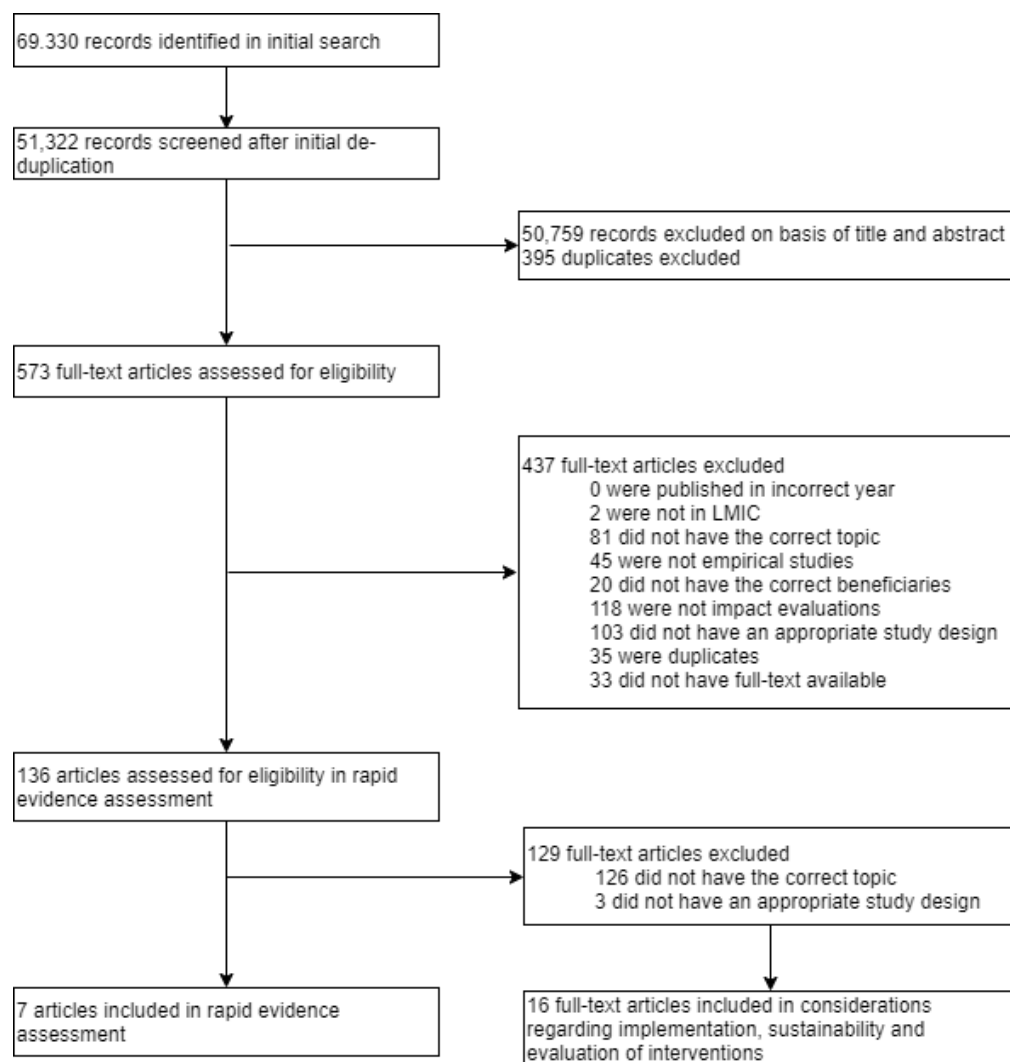 69.330 records identified in initial search
51,322 records screened after initial de-
duplication
50,759 records excluded on basis of title and abstract
395 duplicates excluded
573 full-text articles assessed for eligibility
437 full-text articles excluded
0 were published in incorrect year
2 were not in LMIC
81 did not have the correct topic
45 were not empirical studies
20 did not have the correct beneficiaries
118 were not impact evaluations
103 did not have an appropriate study design
35 were duplicates
33 did not have full-text available
136 articles assessed for eligibility in rapid
evidence assessment
129 full-text articles excluded
126 did not have the correct topic
3 did not have an appropriate study design
7 articles included in rapid evidence
assessment
16 full-text articles included in considerations
regarding implementation, sustainability and
evaluation of interventions